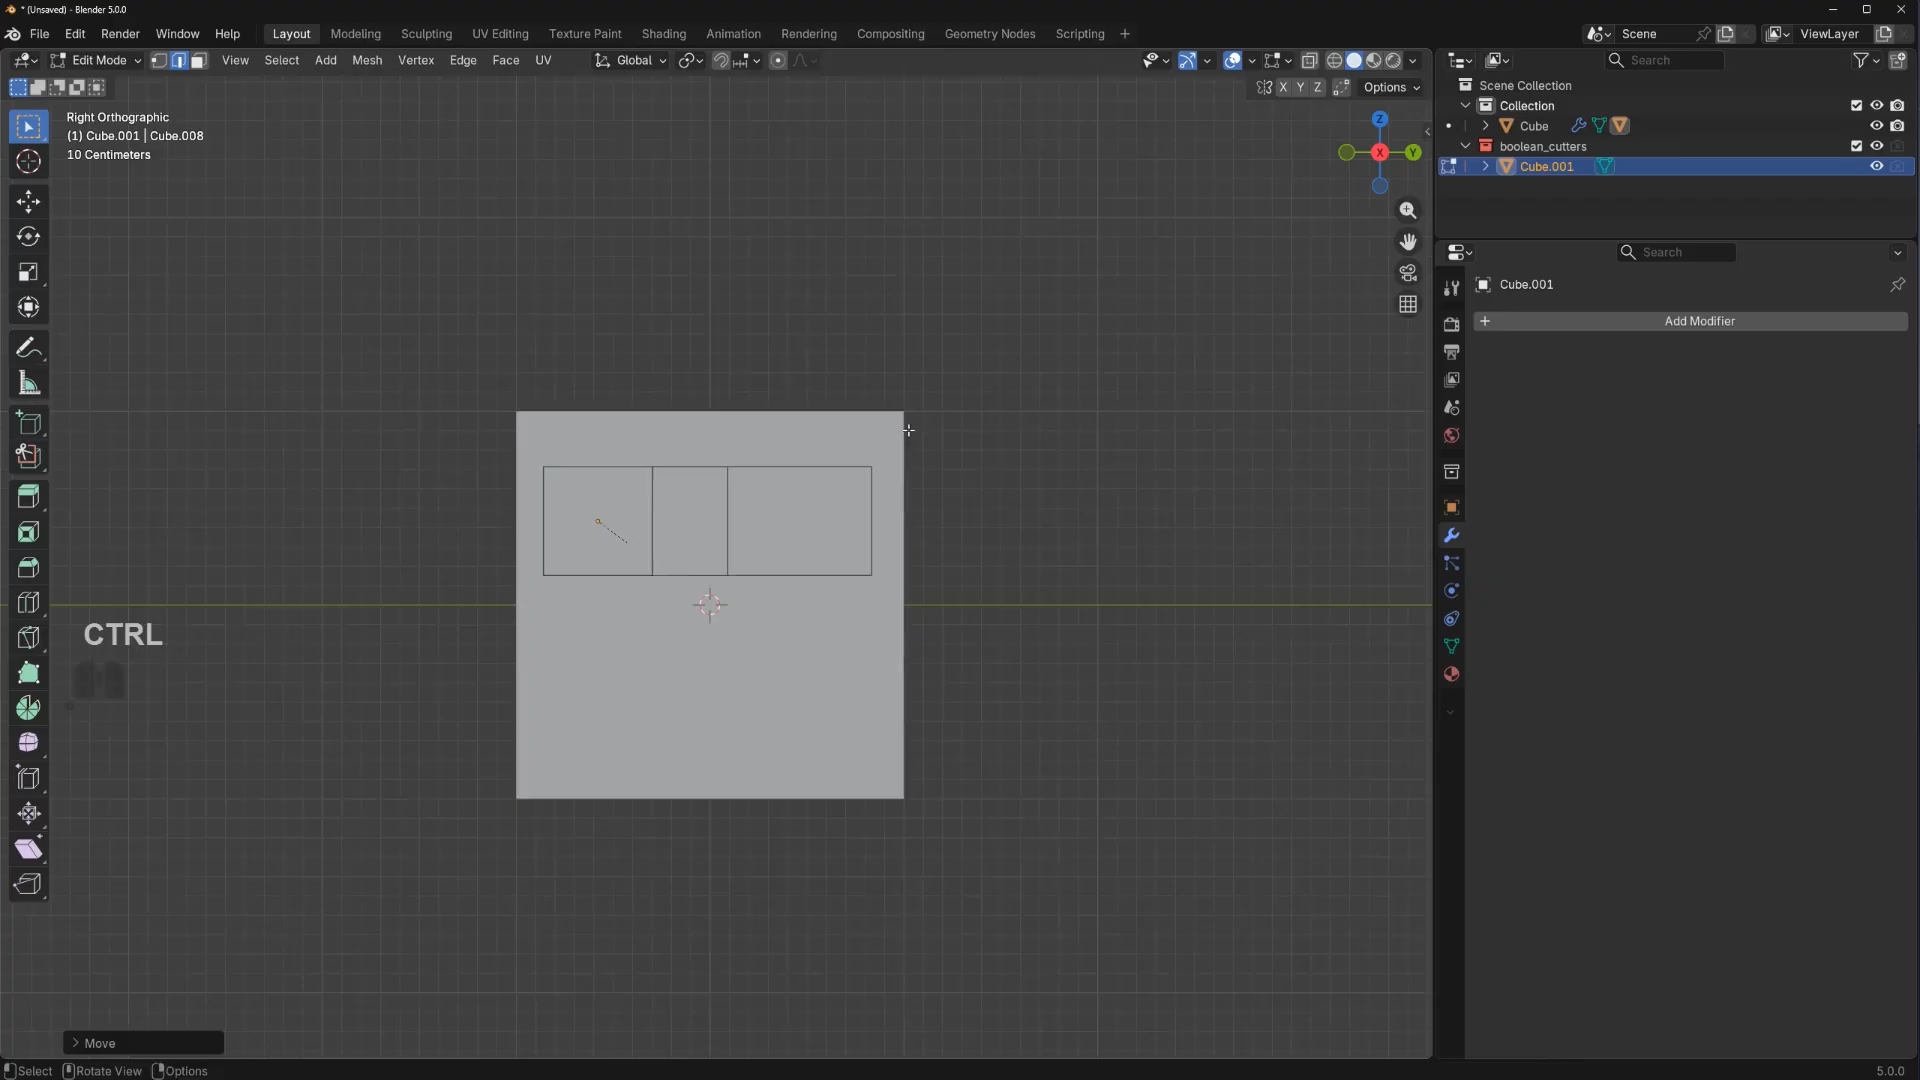 * (Unsaved) - Blender 5.0.0
File Edit Render Window Help Layout Modeling Sculpting UV Editing Texture Paint Shading Animation Rendering Compositing Geometry Nodes Scripting + Scene ViewLayer
Edit Mode View Select Add Mesh Vertex Edge Face UV Global Search
X Y Z Options
Right Orthographic
(1) Cube.001 | Cube.008
10 Centimeters
Z
X
Y
CTRL
> Move
Scene Collection
Collection
Cube
boolean_cutters
Cube.001
Search
Cube.001
+ Add Modifier
Select Rotate View Options 5.0.0